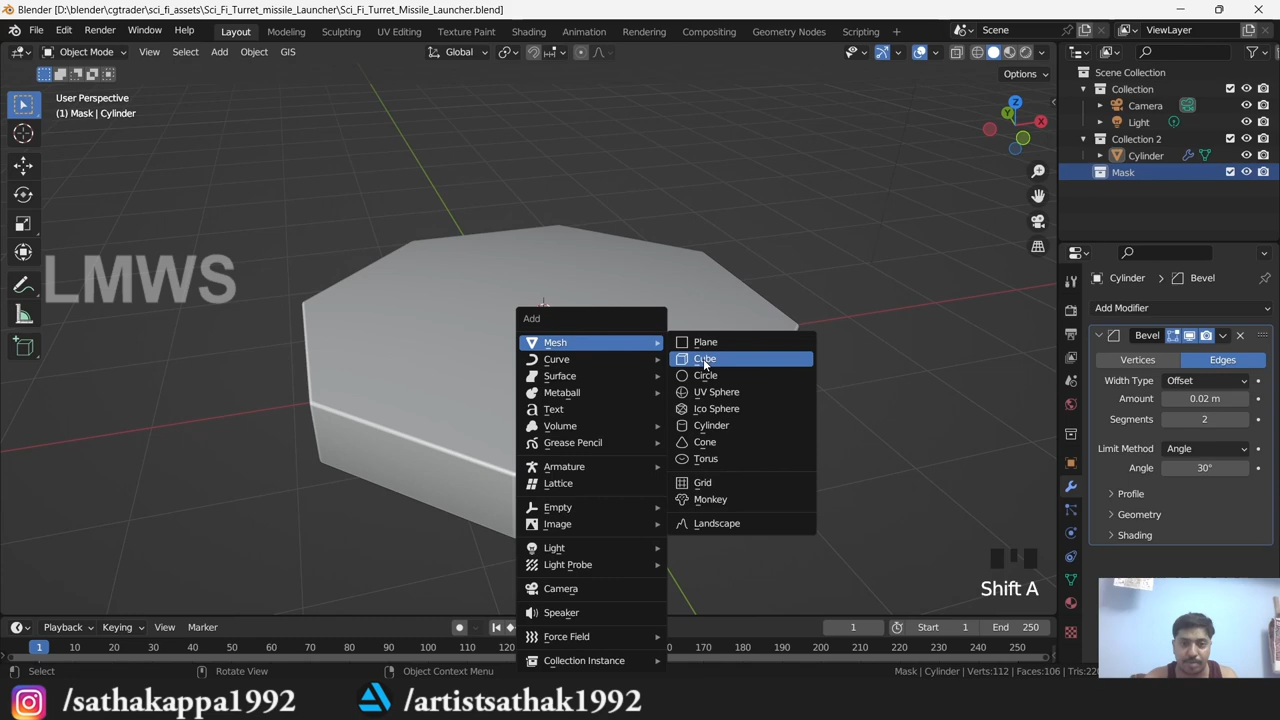 Blender [D:\blender\cgtrader\sci_fi_assets\Sci_Fi_Turret_missile_Launcher\Sci_Fi_Turret_Missile_Launcher.blend]
File Edit Render Window Help Layout Modeling Sculpting UV Editing Texture Paint Shading Animation Rendering Compositing Geometry Nodes Scripting + Scene ViewLayer
Object Mode View Select Add Object GIS Global
Options
User Perspective
(1) Mask | Cylinder
Z
Y
X
Scene Collection
Collection
Camera
Light
Collection 2
Cylinder
Mask
LMWS
Cylinder > Bevel
Add Modifier
Bevel
Vertices Edges
Width Type Offset
Amount 0.02 m
Segments 2
Limit Method Angle
Angle 30°
Profile
Geometry
Shading
Add
Mesh
Curve
Surface
Metaball
Text
Volume
Grease Pencil
Armature
Lattice
Empty
Image
Light
Light Probe
Camera
Speaker
Force Field
Collection Instance
Plane
Cube
Circle
UV Sphere
Ico Sphere
Cylinder
Cone
Torus
Grid
Monkey
Landscape
Shift A
Playback Keying View Marker 1 Start 1 End 250
1 10 20 30 40 50 60 70 80 90 100 110 170 180 190 200 210 220 230 240 250
Select Rotate View Object Context Menu Mask | Cylinder | Verts:112 | Faces:106 | Tris:22
/sathakappa1992 /artistsathak1992